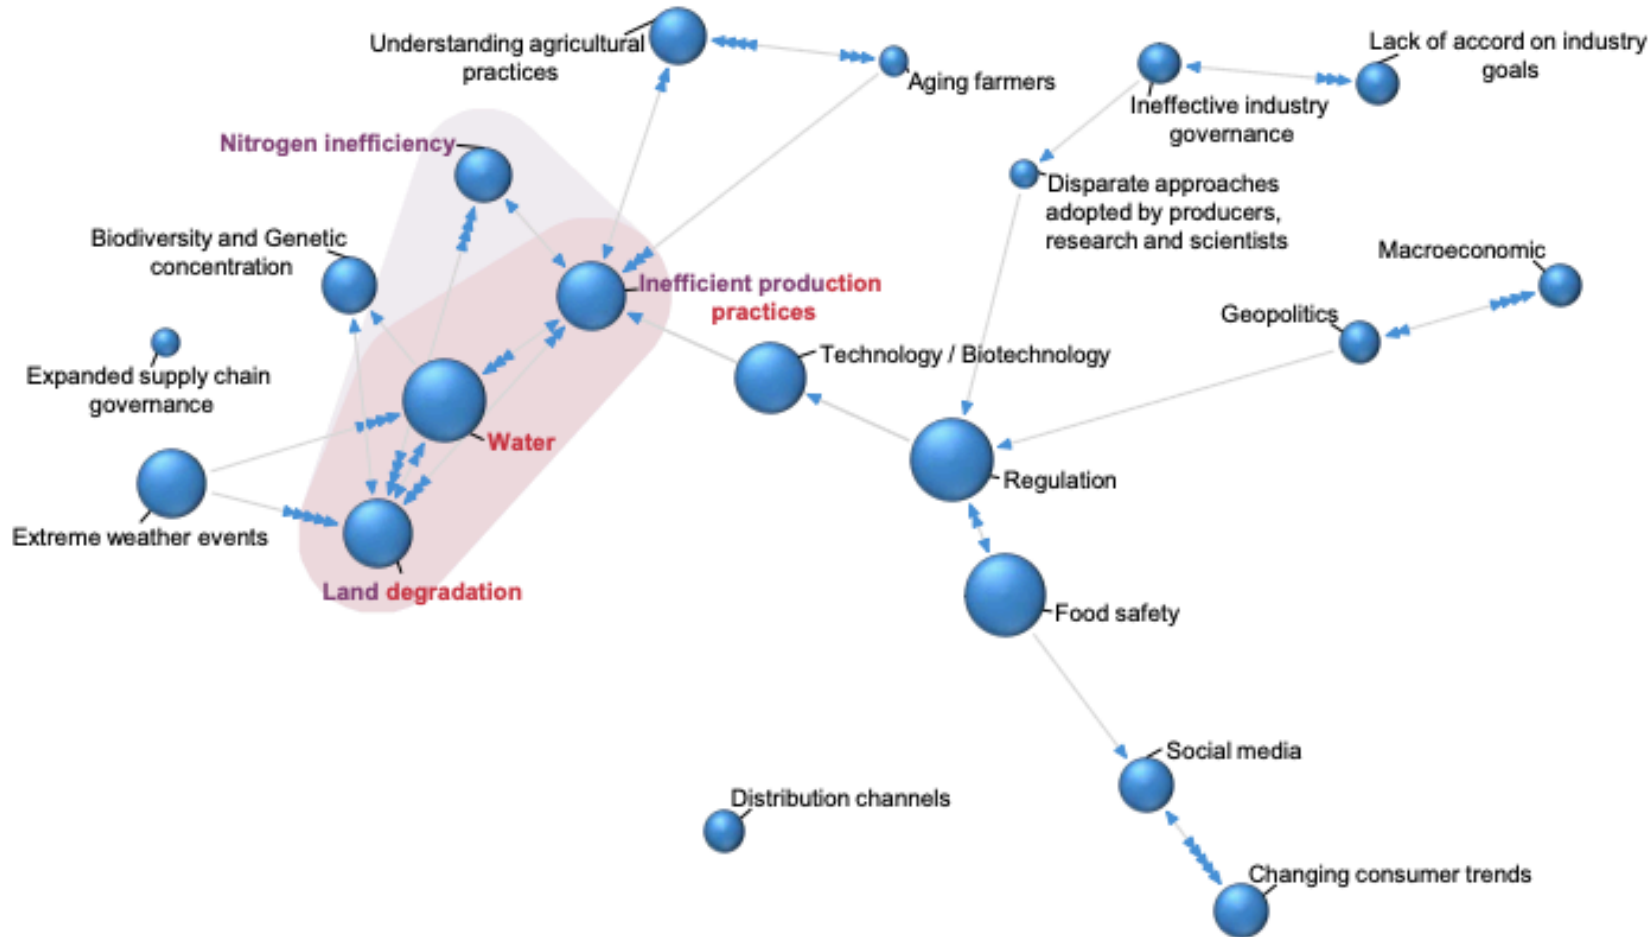 Understanding agricultural
practices
Aging farmers
Lack of accord on industry
goals
Ineffective industry
governance
Nitrogen inefficiency
Disparate approaches
adopted by producers,
research and scientists
Biodiversity and Genetic
concentration
Macroeconomic
Inefficient production
practices
Geopolitics
Technology / Biotechnology
Expanded supply chain
governance
Water
Regulation
Extreme weather events
Land degradation
Food safety
Social media
Distribution channels
Changing consumer trends